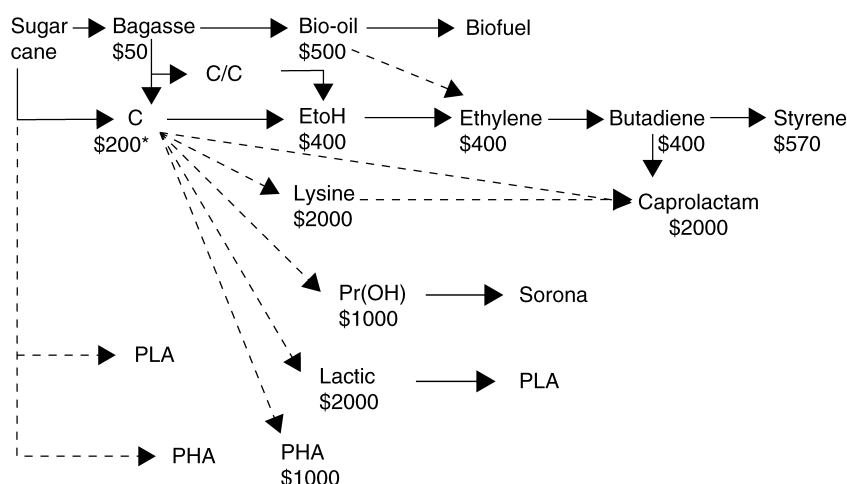 Sugar cane
Bagasse
$50
Bio-oil
$500
Biofuel
C/C
C
$200*
EtoH
$400
Ethylene
$400
Butadiene
$400
Styrene
$570
Lysine
$2000
Caprolactam
$2000
Pr(OH)
$1000
Sorona
PLA
Lactic
$2000
PLA
PHA
PHA
$1000